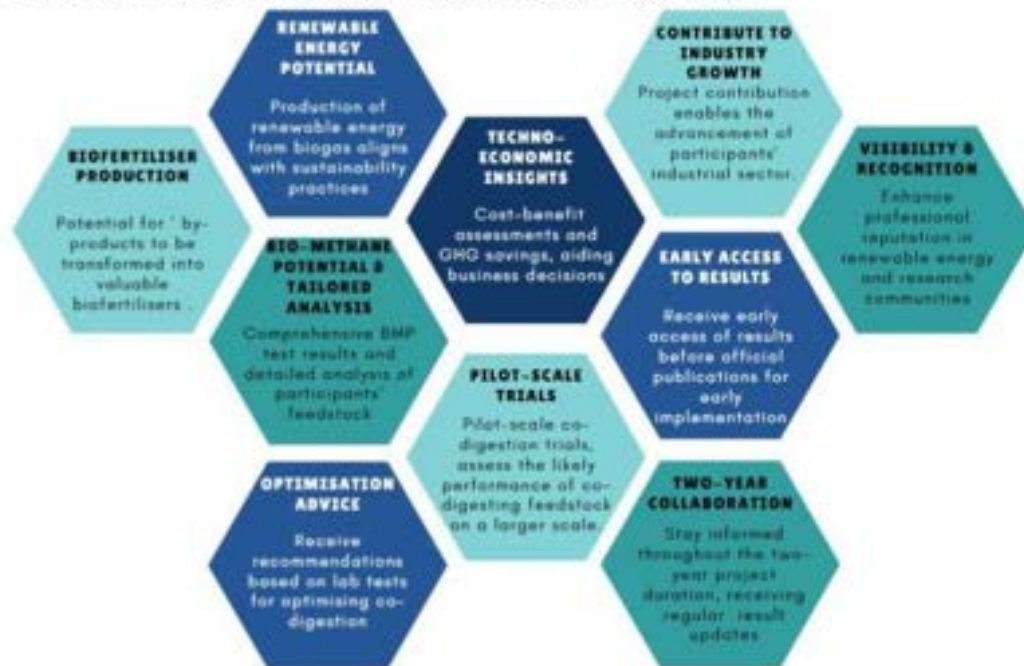 RENEWABLE
ENERGY
POTENTIAL
Production of
renewable energy
from biogas aligns
with sustainability
practices
CONTRIBUTE TO
INDUSTRY
GROWTH
Project contribution
enables the
advancement of
participants'
industrial sector.
BIOFERTILISER
PRODUCTION
Potential for ' by-
products to be
transformed into
valuable
biofertilisers .
TECHNO-
ECONOMIC
INSIGHTS
Cost-benefit
assessments and
GHG savings, aiding
business decisions
VISIBILITY &
RECOGNITION
Enhance
professional
reputation in
renewable energy
and research
communities
BIO-METHANE
POTENTIAL &
TAILORED
ANALYSIS
Comprehensive BMP
test results and
detailed analysis of
participants'
feedstock
EARLY ACCESS
TO RESULTS
Receive early
access of results
before official
publications for
early
implementation
PILOT-SCALE
TRIALS
Pilot-scale co-
digestion trials,
assess the likely
performance of co-
digesting feedstock
on a larger scale.
OPTIMISATION
ADVICE
Receive
recommendations
based on lab tests
for optimising co-
digestion
TWO-YEAR
COLLABORATION
Stay informed
throughout the two-
year project
duration, receiving
regular result
updates